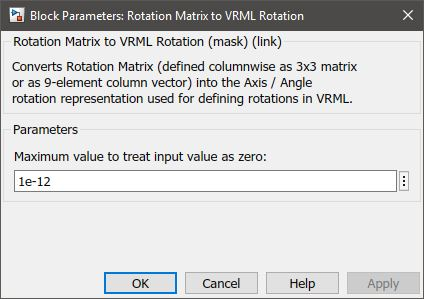 Block Parameters: Rotation Matrix to VRML Rotation
Rotation Matrix to VRML Rotation (mask) (link)
Converts Rotation Matrix (defined columnwise as 3x3 matrix
or as 9-element column vector) into the Axis / Angle
rotation representation used for defining rotations in VRML.
Parameters
Maximum value to treat input value as zero:
1e-12
OK Cancel Help Apply